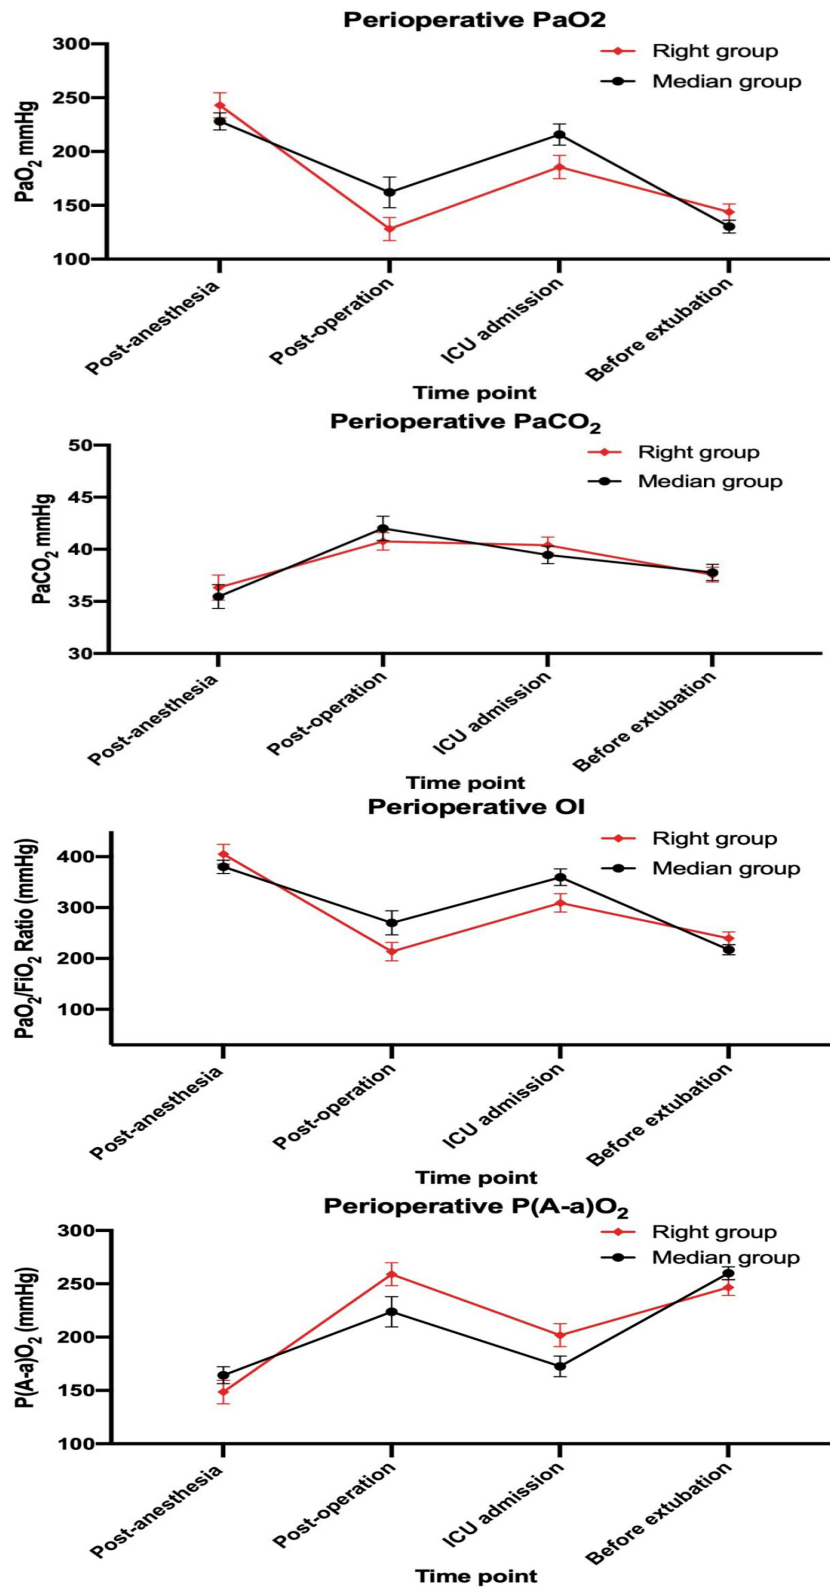 Perioperative PaO2
Right group
Median group
300
250
200
150
100
PaO₂ mmHg
Post-anesthesia
Post-operation
ICU admission
Before extubation
Time point
Perioperative PaCO₂
Right group
Median group
50
45
40
35
30
PaCO₂ mmHg
Post-anesthesia
Post-operation
ICU admission
Before extubation
Time point
Perioperative OI
Right group
Median group
400
300
200
100
PaO₂/FiO₂ Ratio (mmHg)
Post-anesthesia
Post-operation
ICU admission
Before extubation
Time point
Perioperative P(A-a)O₂
Right group
Median group
300
250
200
150
100
P(A-a)O₂ (mmHg)
Post-anesthesia
Post-operation
ICU admission
Before extubation
Time point